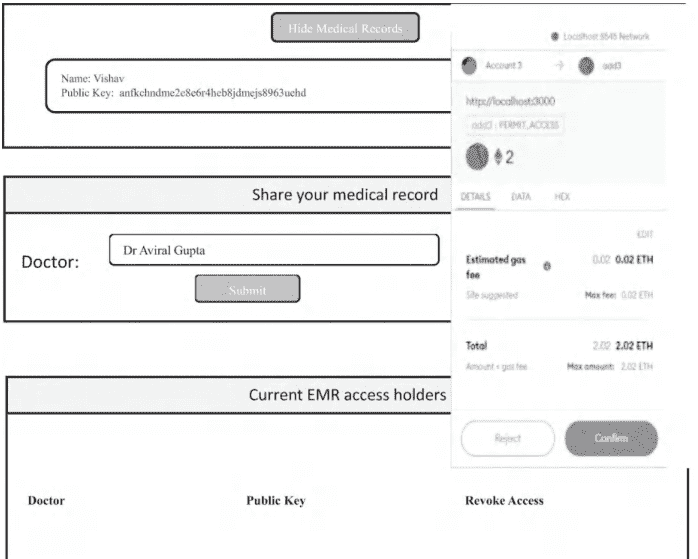 Hide Medical Records
Name: Vishav
Public Key: anfkchndme2e8e6r4heb8jdmejs8963uehd
Share your medical record
Doctor:
Dr Aviral Gupta
Submit
Current EMR access holders
Doctor Public Key Revoke Access
Localhost 8545 Network
Account 3 → add3
http://localhost:3000
add3 : PERMIT_ACCESS
2
DETAILS DATA HEX
EDIT
Estimated gas fee 0.02 0.02 ETH
Site suggested Max fee: 0.02 ETH
Total 2.02 2.02 ETH
Amount + gas fee Max amount: 2.02 ETH
Reject Confirm